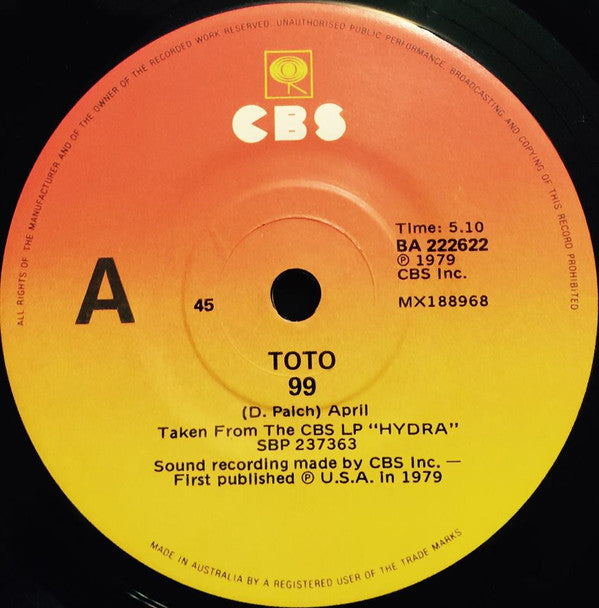 ALL RIGHTS OF THE MANUFACTURER AND OF THE OWNER OF THE RECORDED WORK RESERVED. UNAUTHORISED PUBLIC PERFORMANCE, BROADCASTING AND COPYING OF THIS RECORD PROHIBITED
CBS
Time: 5.10
BA 222622
℗ 1979
CBS Inc.
A
45
MX188968
TOTO
99
(D. Palch) April
Taken From The CBS LP "HYDRA"
SBP 237363
Sound recording made by CBS Inc. —
First published ℗ U.S.A. in 1979
MADE IN AUSTRALIA BY A REGISTERED USER OF THE TRADE MARKS